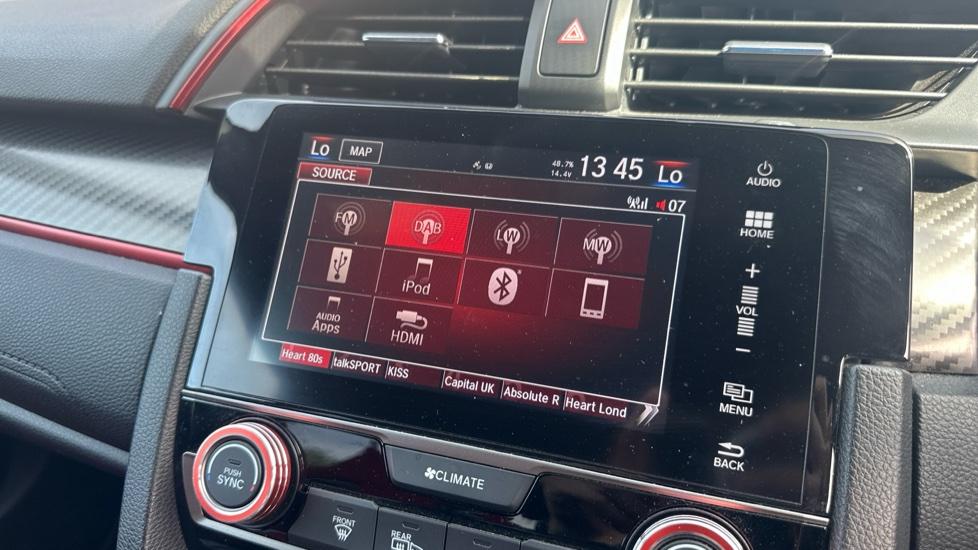 Lo MAP 48.7% 14.4V 13 45 Lo
SOURCE
07
FM DAB LW MW
iPod
AUDIO Apps HDMI
Heart 80s talkSPORT KISS Capital UK Absolute R Heart Lond
AUDIO
HOME
+
VOL
−
MENU
BACK
PUSH
SYNC
CLIMATE
FRONT
REAR